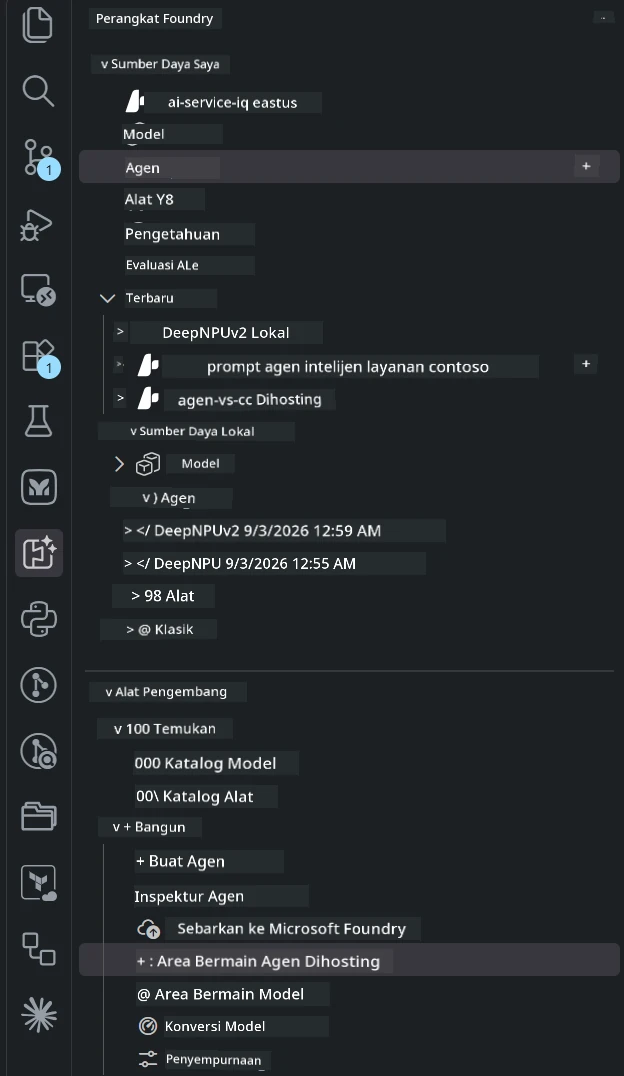 Perangkat Foundry
v Sumber Daya Saya
ai-service-iq eastus
Model
Agen +
1
Alat Y8
Pengetahuan
Evaluasi ALe
Terbaru
> DeepNPUv2 Lokal
> prompt agen intelijen layanan contoso +
1
> agen-vs-cc Dihosting
v Sumber Daya Lokal
> Model
v ) Agen
> </ DeepNPUv2 9/3/2026 12:59 AM
> </ DeepNPU 9/3/2026 12:55 AM
> 98 Alat
> @ Klasik
v Alat Pengembang
v 100 Temukan
000 Katalog Model
00\ Katalog Alat
v + Bangun
+ Buat Agen
Inspektur Agen
Sebarkan ke Microsoft Foundry
+ : Area Bermain Agen Dihosting
@ Area Bermain Model
Konversi Model
Penyempurnaan